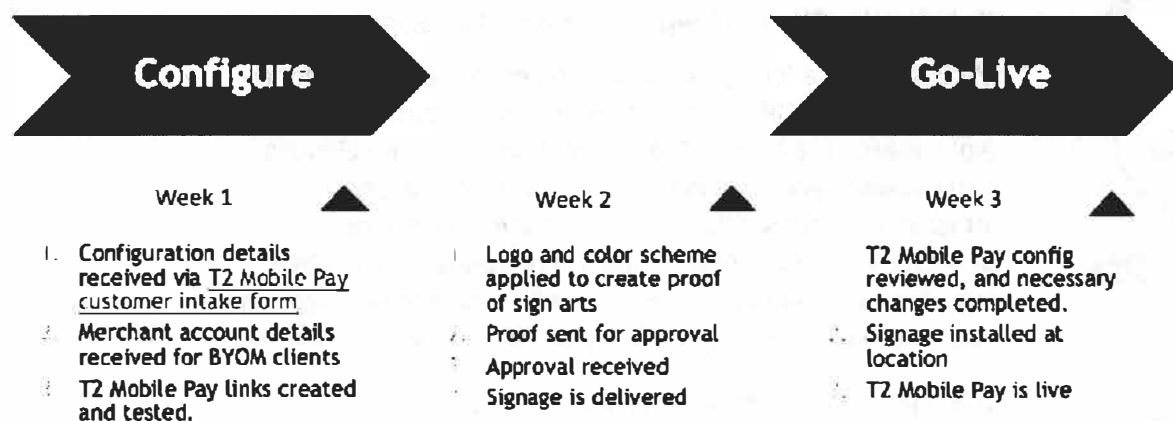 Configure
Go-Live
Week 1
1. Configuration details
received via T2 Mobile Pay
customer intake form
2. Merchant account details
received for BYOM clients
3. T2 Mobile Pay links created
and tested.
Week 2
Logo and color scheme
applied to create proof
of sign arts
Proof sent for approval
Approval received
Signage is delivered
Week 3
T2 Mobile Pay config
reviewed, and necessary
changes completed.
Signage installed at
location
T2 Mobile Pay is live